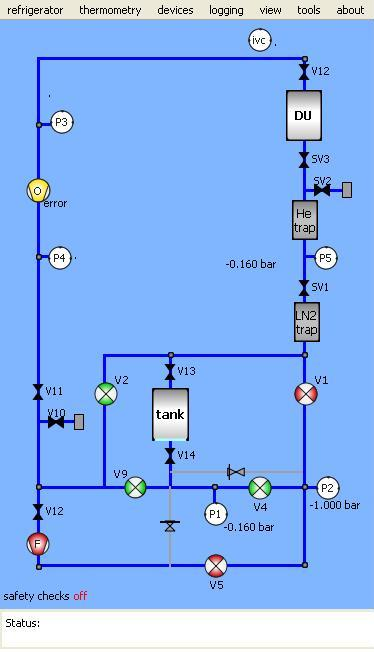 refrigerator thermometry devices logging view tools about
ivc
V12
DU
P3
SV3
SV2
O
error
He
trap
P4
-0.160 bar
P5
SV1
LN2
trap
V13
V2
V1
V11
tank
V10
V14
V9
P2
P1
V4
-1.000 bar
-0.160 bar
V12
F
V5
safety checks off
Status: